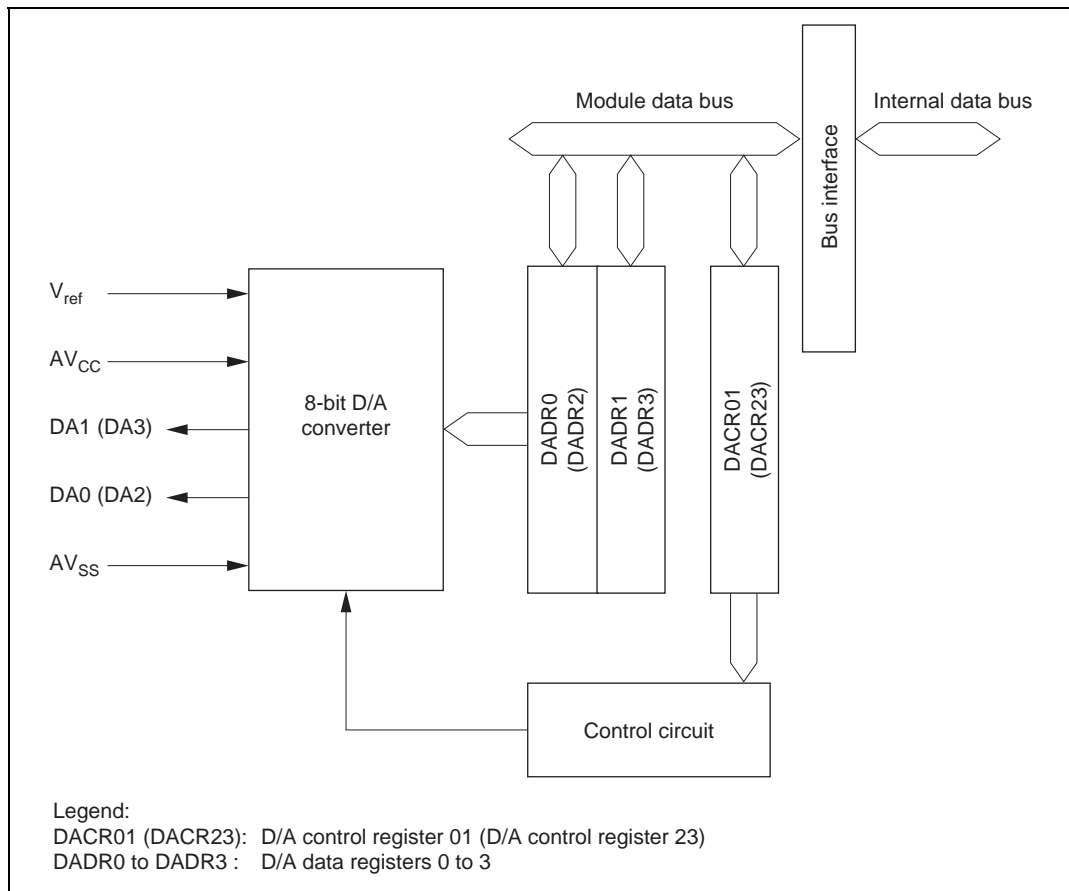 Module data bus
Internal data bus
Bus interface
V_ref
AV_CC
DA1 (DA3)
DA0 (DA2)
AV_SS
8-bit D/A
converter
DADR0
(DADR2)
DADR1
(DADR3)
DACR01
(DACR23)
Control circuit
Legend:
DACR01 (DACR23): D/A control register 01 (D/A control register 23)
DADR0 to DADR3 : D/A data registers 0 to 3